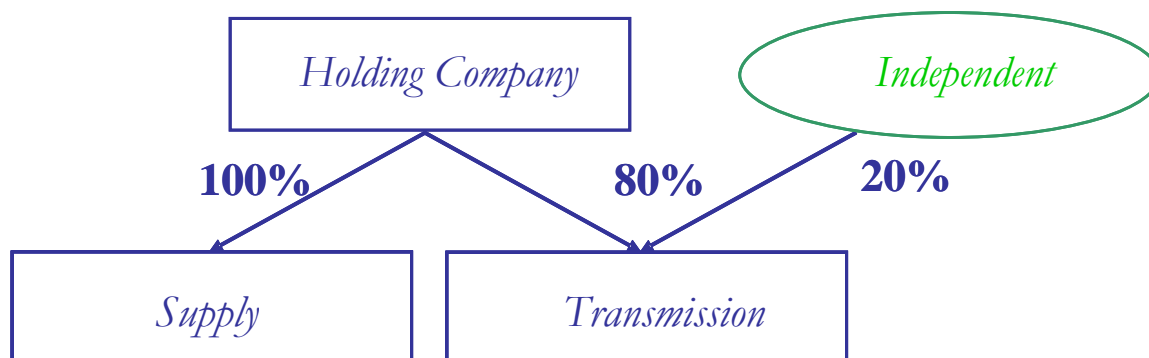 Holding Company
Independent
100%
80%
20%
Supply
Transmission